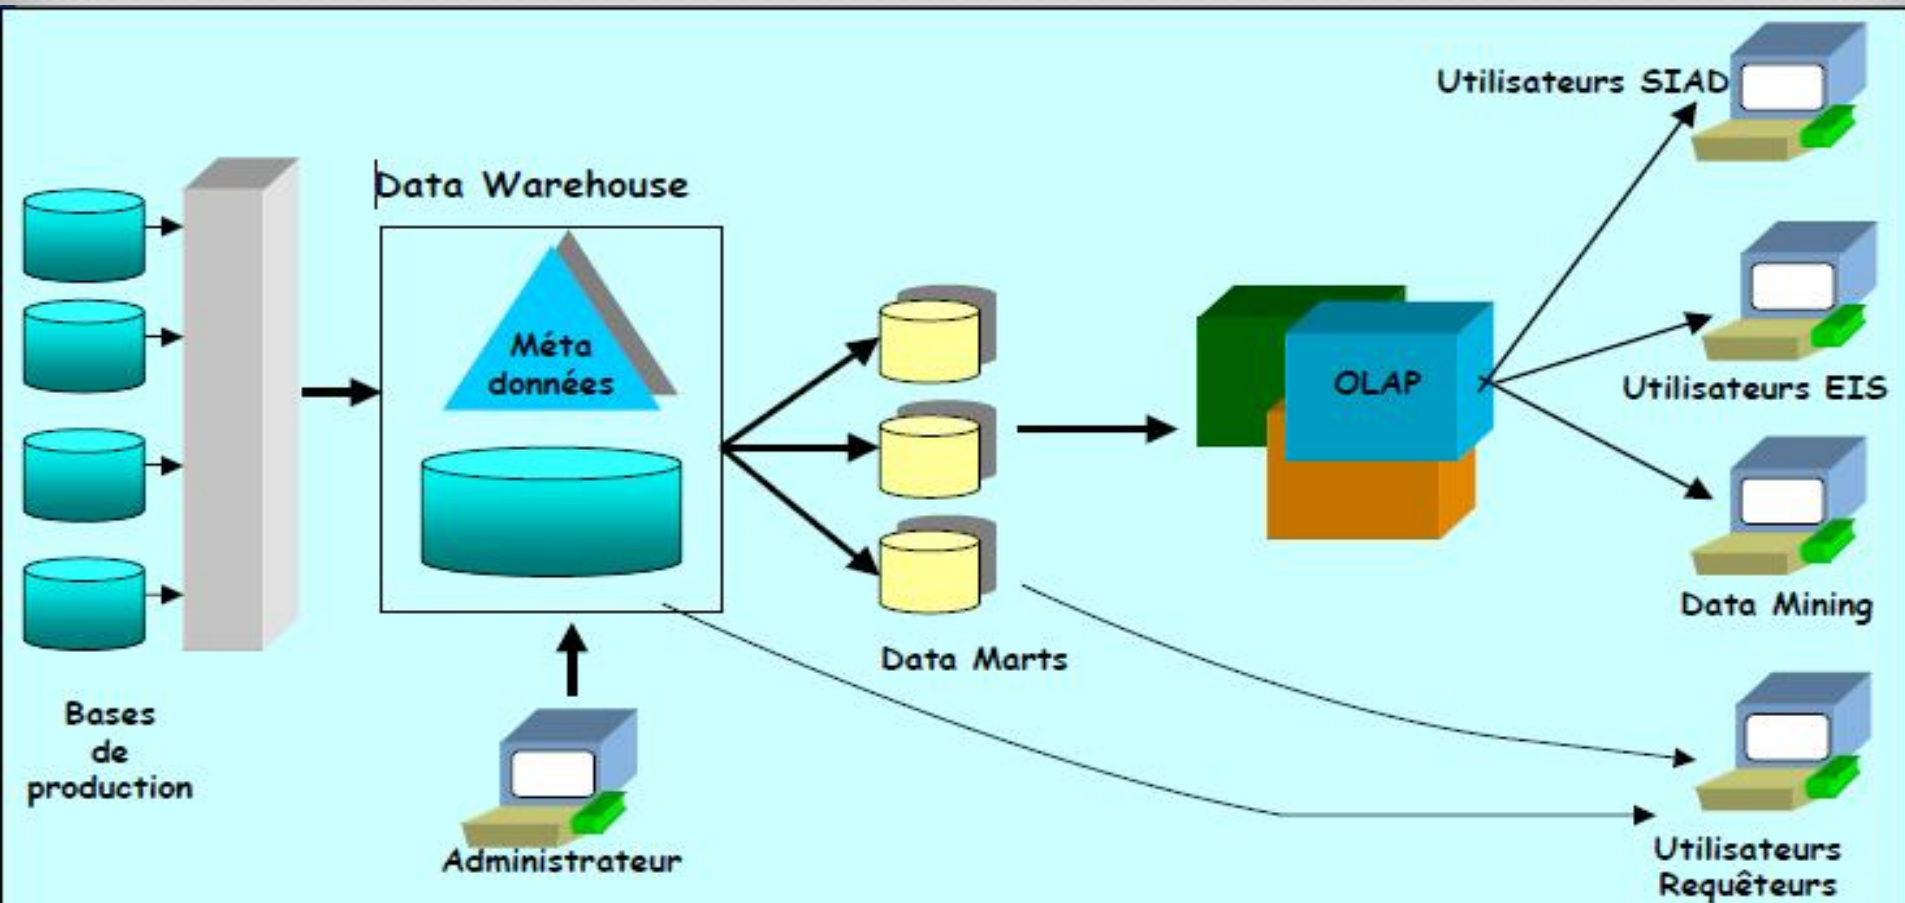 Utilisateurs SIAD
Data Warehouse
Méta
données
OLAP
Utilisateurs EIS
Data Mining
Data Marts
Bases
de
production
Administrateur
Utilisateurs
Requêteurs